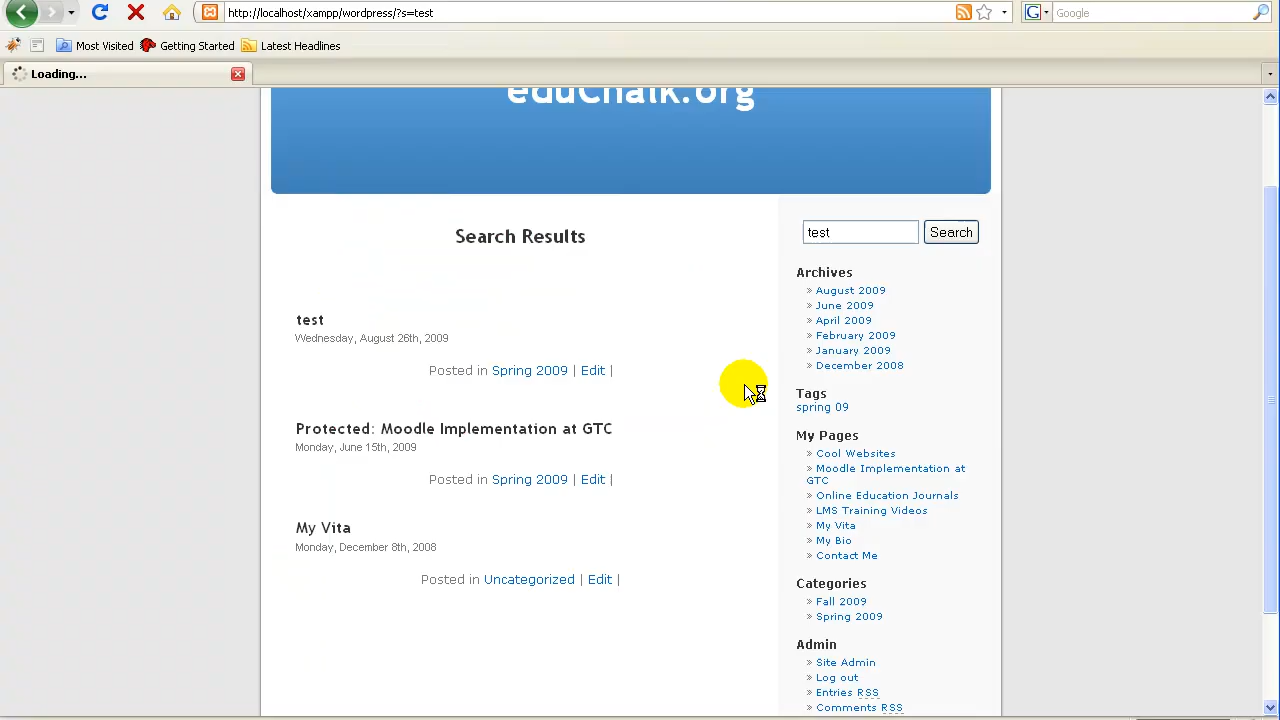 http://localhost/xampp/wordpress/?s=test
Google
Most Visited Getting Started Latest Headlines
Loading...
eduChalk.org
Search Results
test
Wednesday, August 26th, 2009
Posted in Spring 2009 | Edit |
Protected: Moodle Implementation at GTC
Monday, June 15th, 2009
Posted in Spring 2009 | Edit |
My Vita
Monday, December 8th, 2008
Posted in Uncategorized | Edit |
test Search
Archives
» August 2009
» June 2009
» April 2009
» February 2009
» January 2009
» December 2008
Tags
spring 09
My Pages
» Cool Websites
» Moodle Implementation at
GTC
» Online Education Journals
» LMS Training Videos
» My Vita
» My Bio
» Contact Me
Categories
» Fall 2009
» Spring 2009
Admin
» Site Admin
» Log out
» Entries RSS
» Comments RSS